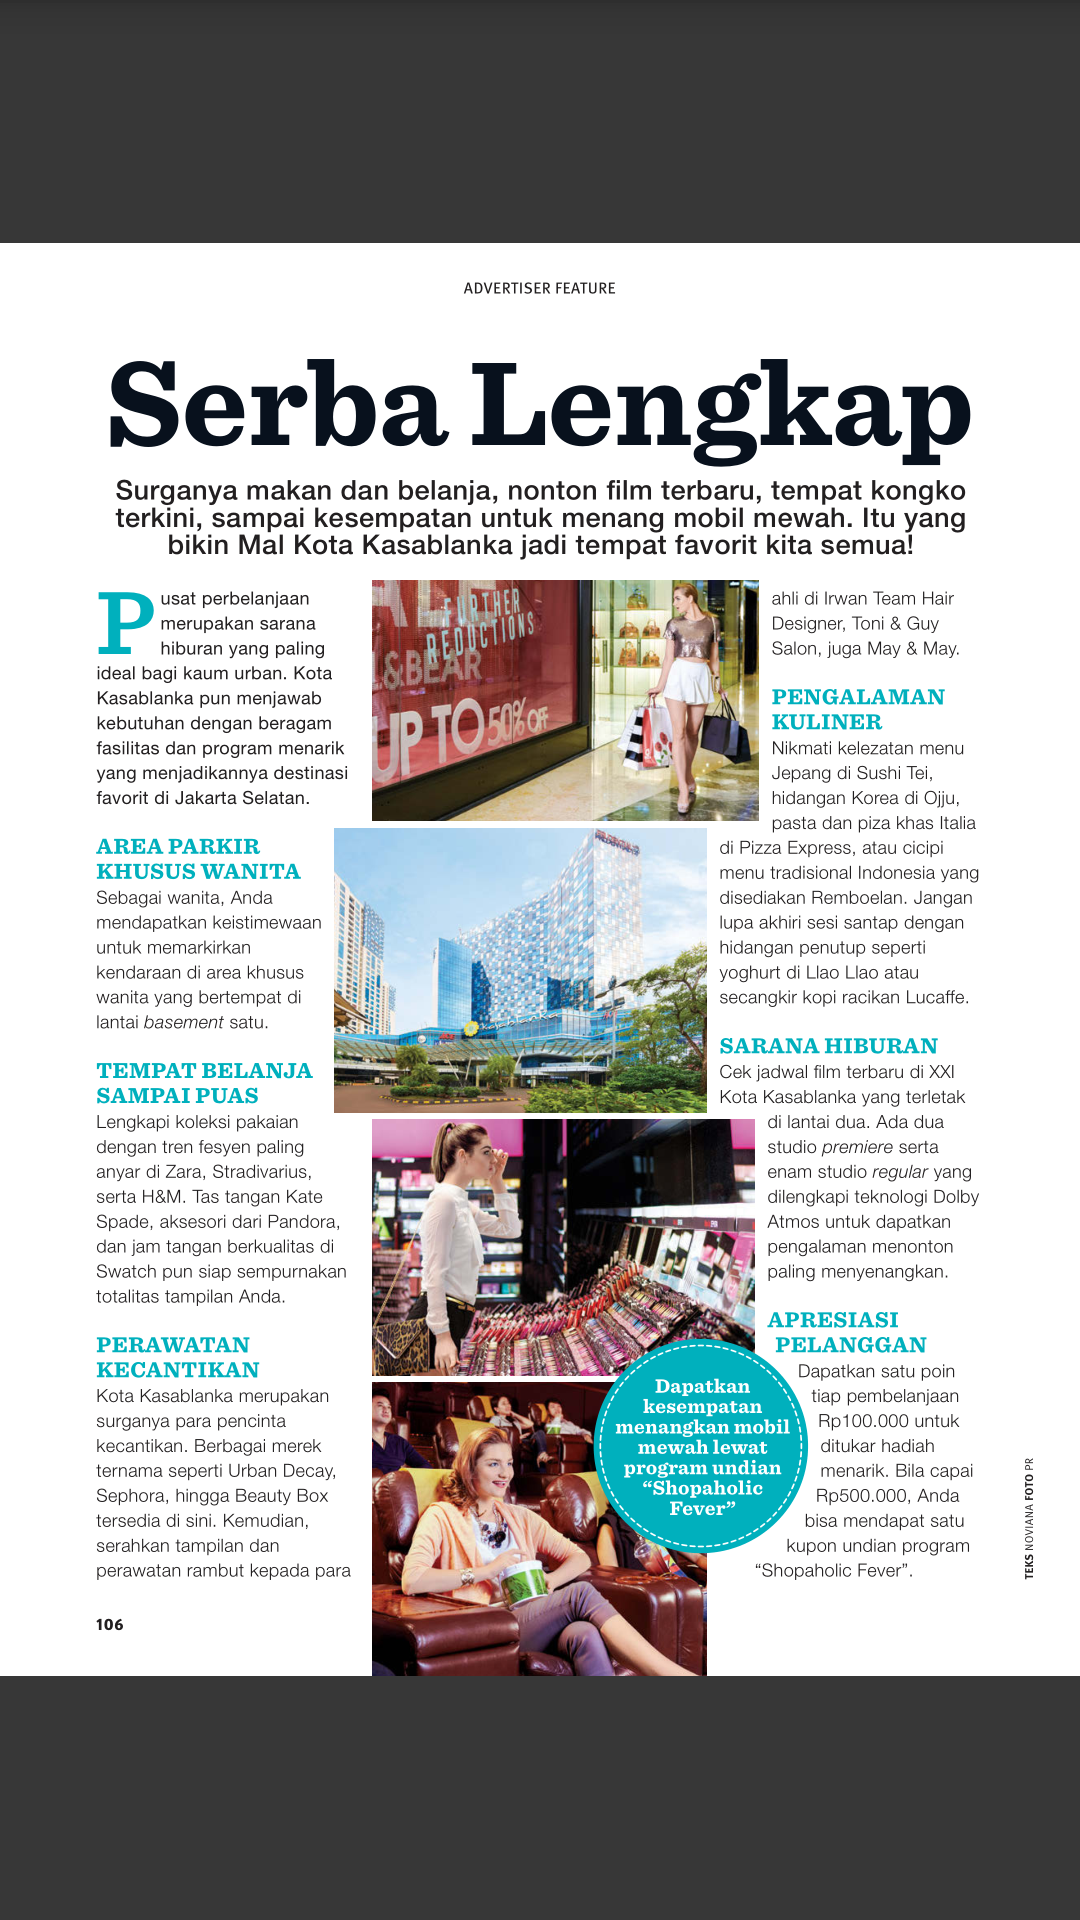 ADVERTISER FEATURE
Serba Lengkap
Surganya makan dan belanja, nonton film terbaru, tempat kongko
terkini, sampai kesempatan untuk menang mobil mewah. Itu yang
bikin Mal Kota Kasablanka jadi tempat favorit kita semua!
Pusat perbelanjaan
merupakan sarana
hiburan yang paling
ideal bagi kaum urban. Kota
Kasablanka pun menjawab
kebutuhan dengan beragam
fasilitas dan program menarik
yang menjadikannya destinasi
favorit di Jakarta Selatan.
AREA PARKIR
KHUSUS WANITA
Sebagai wanita, Anda
mendapatkan keistimewaan
untuk memarkirkan
kendaraan di area khusus
wanita yang bertempat di
lantai basement satu.
TEMPAT BELANJA
SAMPAI PUAS
Lengkapi koleksi pakaian
dengan tren fesyen paling
anyar di Zara, Stradivarius,
serta H&M. Tas tangan Kate
Spade, aksesori dari Pandora,
dan jam tangan berkualitas di
Swatch pun siap sempurnakan
totalitas tampilan Anda.
PERAWATAN
KECANTIKAN
Kota Kasablanka merupakan
surganya para pencinta
kecantikan. Berbagai merek
ternama seperti Urban Decay,
Sephora, hingga Beauty Box
tersedia di sini. Kemudian,
serahkan tampilan dan
perawatan rambut kepada para
FURTHER
REDUCTIONS
L&BEAR
UP TO 50% OFF
kasablanka
Dapatkan
kesempatan
menangkan mobil
mewah lewat
program undian
“Shopaholic
Fever”
ahli di Irwan Team Hair
Designer, Toni & Guy
Salon, juga May & May.
PENGALAMAN
KULINER
Nikmati kelezatan menu
Jepang di Sushi Tei,
hidangan Korea di Ojju,
pasta dan piza khas Italia
di Pizza Express, atau cicipi
menu tradisional Indonesia yang
disediakan Remboelan. Jangan
lupa akhiri sesi santap dengan
hidangan penutup seperti
yoghurt di Llao Llao atau
secangkir kopi racikan Lucaffe.
SARANA HIBURAN
Cek jadwal film terbaru di XXI
Kota Kasablanka yang terletak
di lantai dua. Ada dua
studio premiere serta
enam studio regular yang
dilengkapi teknologi Dolby
Atmos untuk dapatkan
pengalaman menonton
paling menyenangkan.
APRESIASI
PELANGGAN
Dapatkan satu poin
tiap pembelanjaan
Rp100.000 untuk
ditukar hadiah
menarik. Bila capai
Rp500.000, Anda
bisa mendapat satu
kupon undian program
“Shopaholic Fever”.
TEKS NOVIANA FOTO PR
106